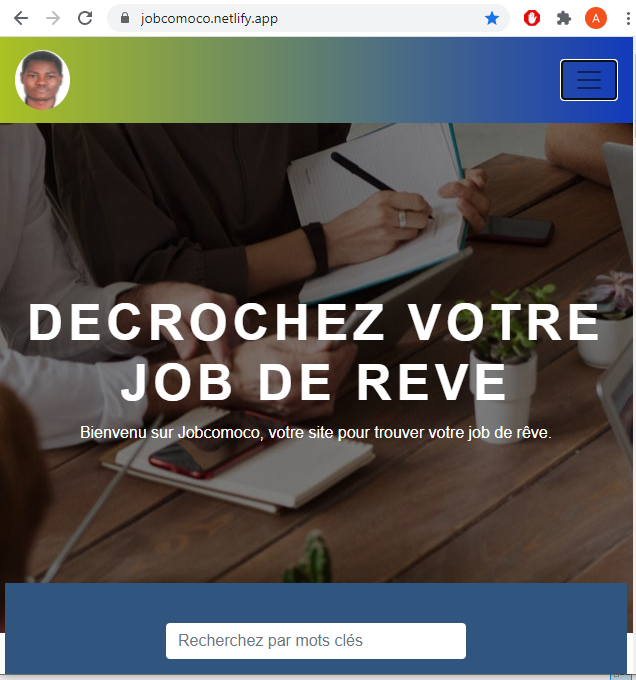 jobcomoco.netlify.app
A
DECROCHEZ VOTRE
JOB DE REVE
Bienvenu sur Jobcomoco, votre site pour trouver votre job de rêve.
Recherchez par mots clés